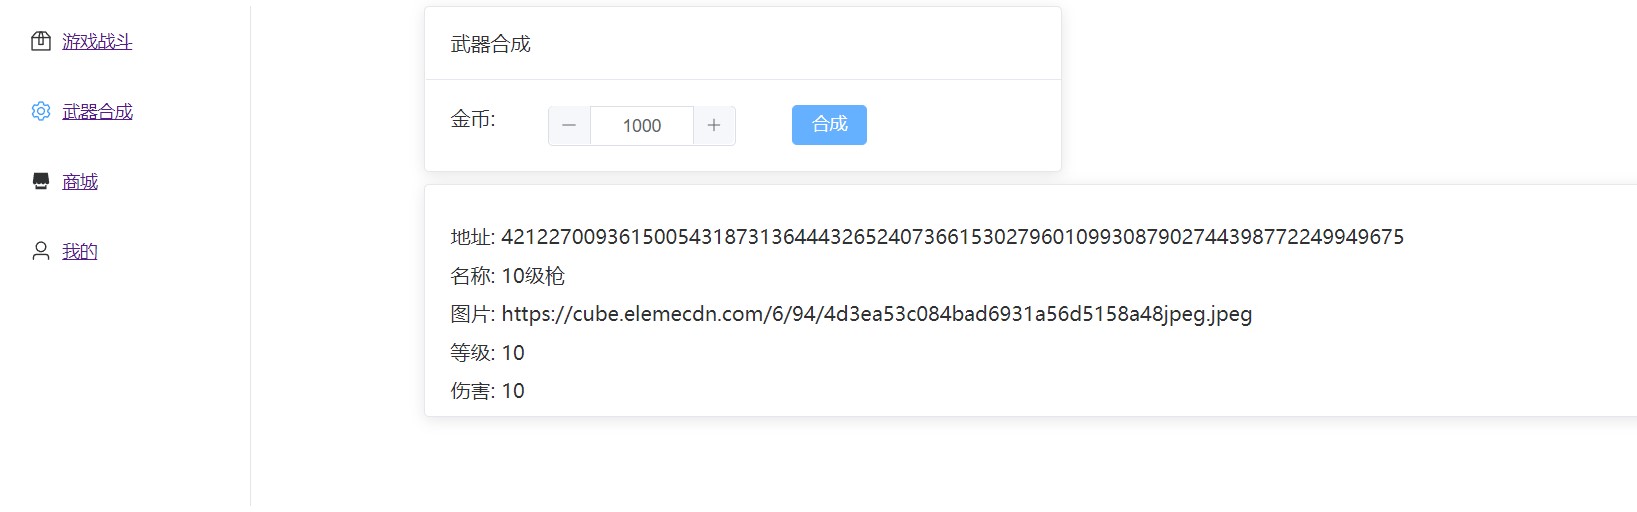 游戏战斗
武器合成
商城
我的
武器合成
金币:
1000
合成
地址: 42122700936150054318731364443265240736615302796010993087902744398772249949675
名称: 10级枪
图片: https://cube.elemecdn.com/6/94/4d3ea53c084bad6931a56d5158a48jpeg.jpeg
等级: 10
伤害: 10